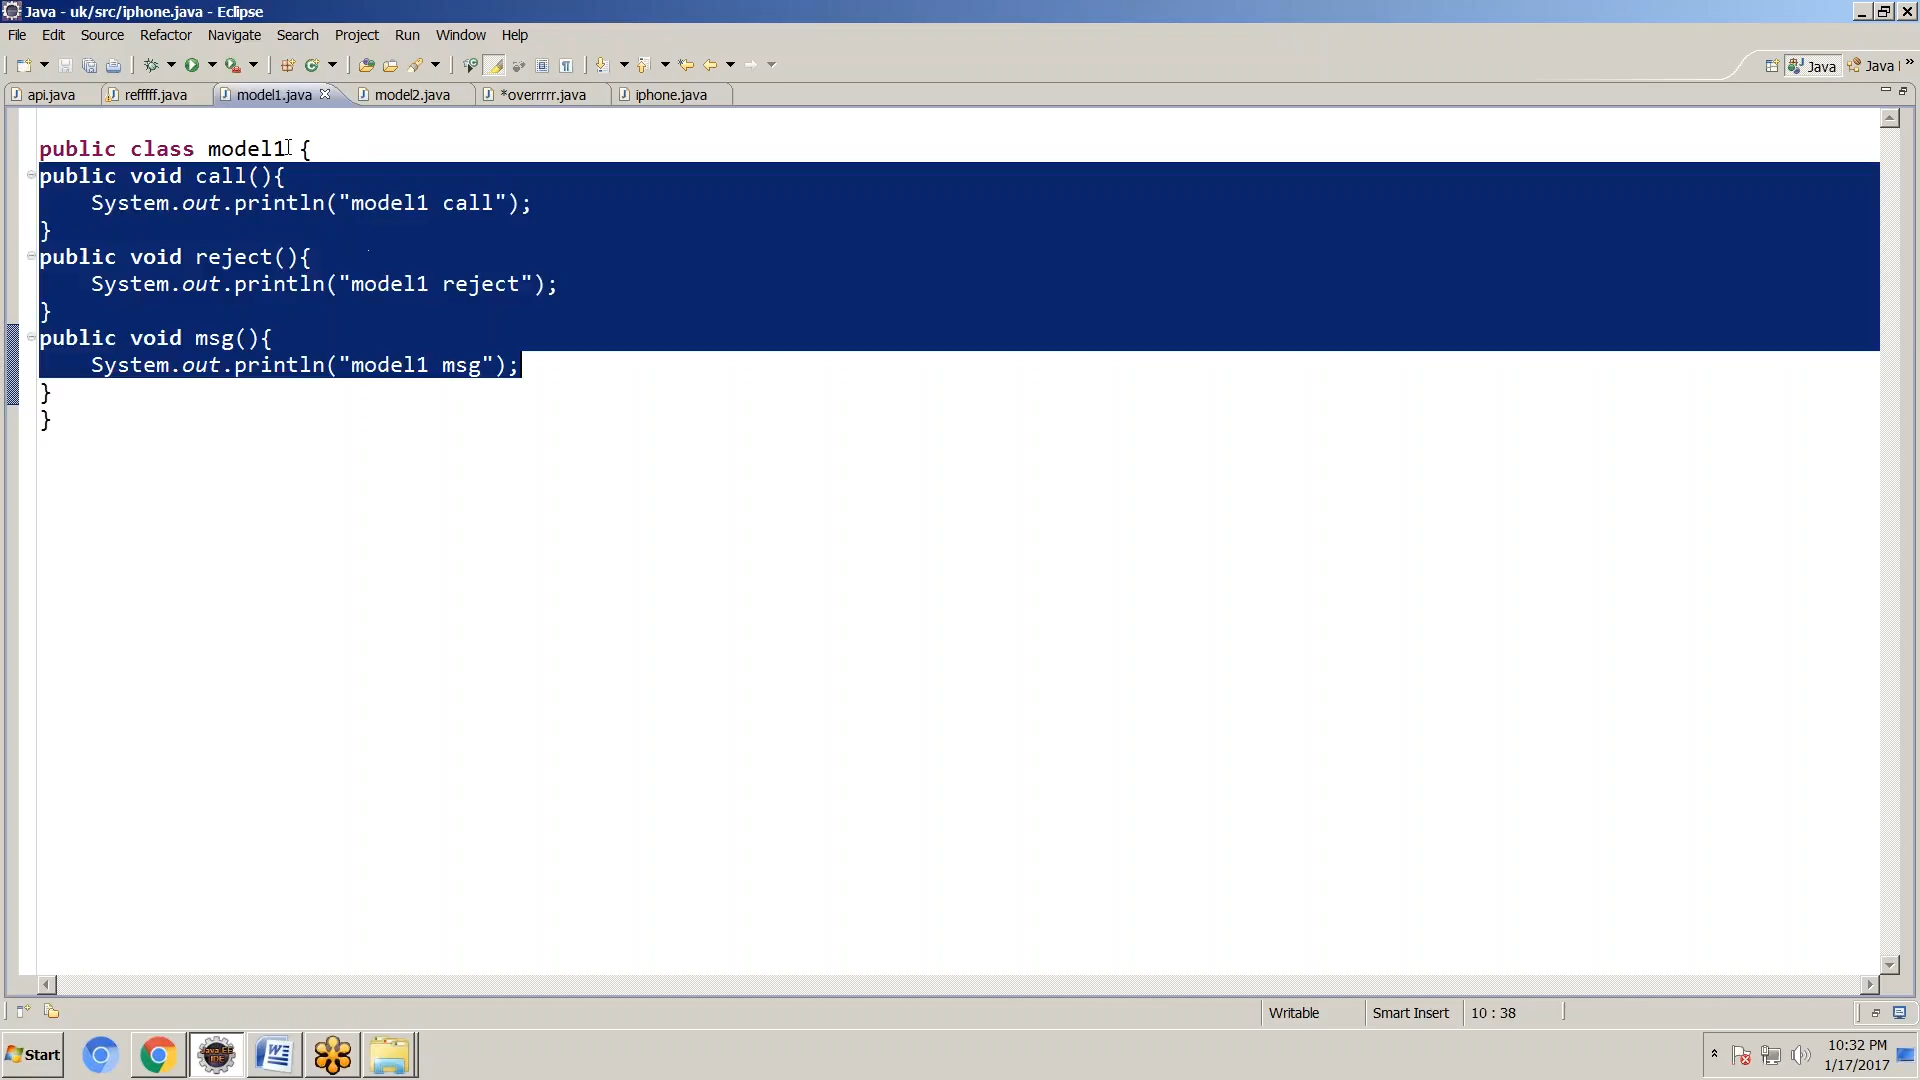 Java - uk/src/iphone.java - Eclipse
File Edit Source Refactor Navigate Search Project Run Window Help
Java Java
api.java refffff.java model1.java model2.java *overrrrr.java iphone.java
public class model1 {
public void call(){
System.out.println("model1 call");
}
public void reject(){
System.out.println("model1 reject");
}
public void msg(){
System.out.println("model1 msg");
}
}
Writable Smart Insert 10 : 38
Start
10:32 PM
1/17/2017